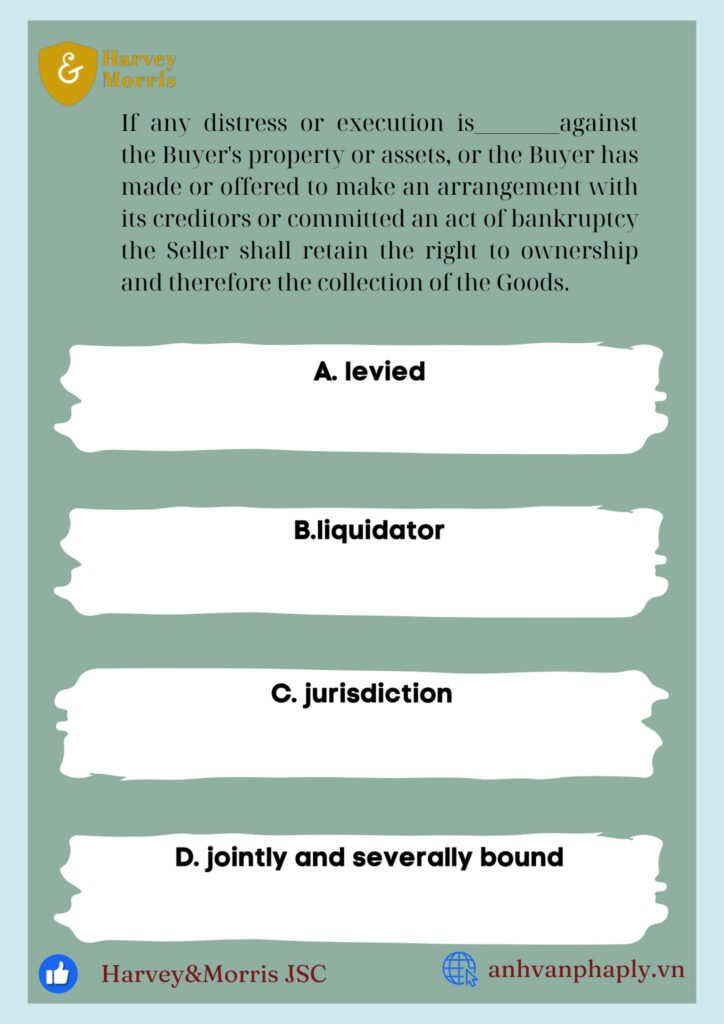 & Harvey
Morris
If any distress or execution is________against
the Buyer's property or assets, or the Buyer has
made or offered to make an arrangement with
its creditors or committed an act of bankruptcy
the Seller shall retain the right to ownership
and therefore the collection of the Goods.
A. levied
B.liquidator
C. jurisdiction
D. jointly and severally bound
Harvey&Morris JSC
anhvanphaply.vn